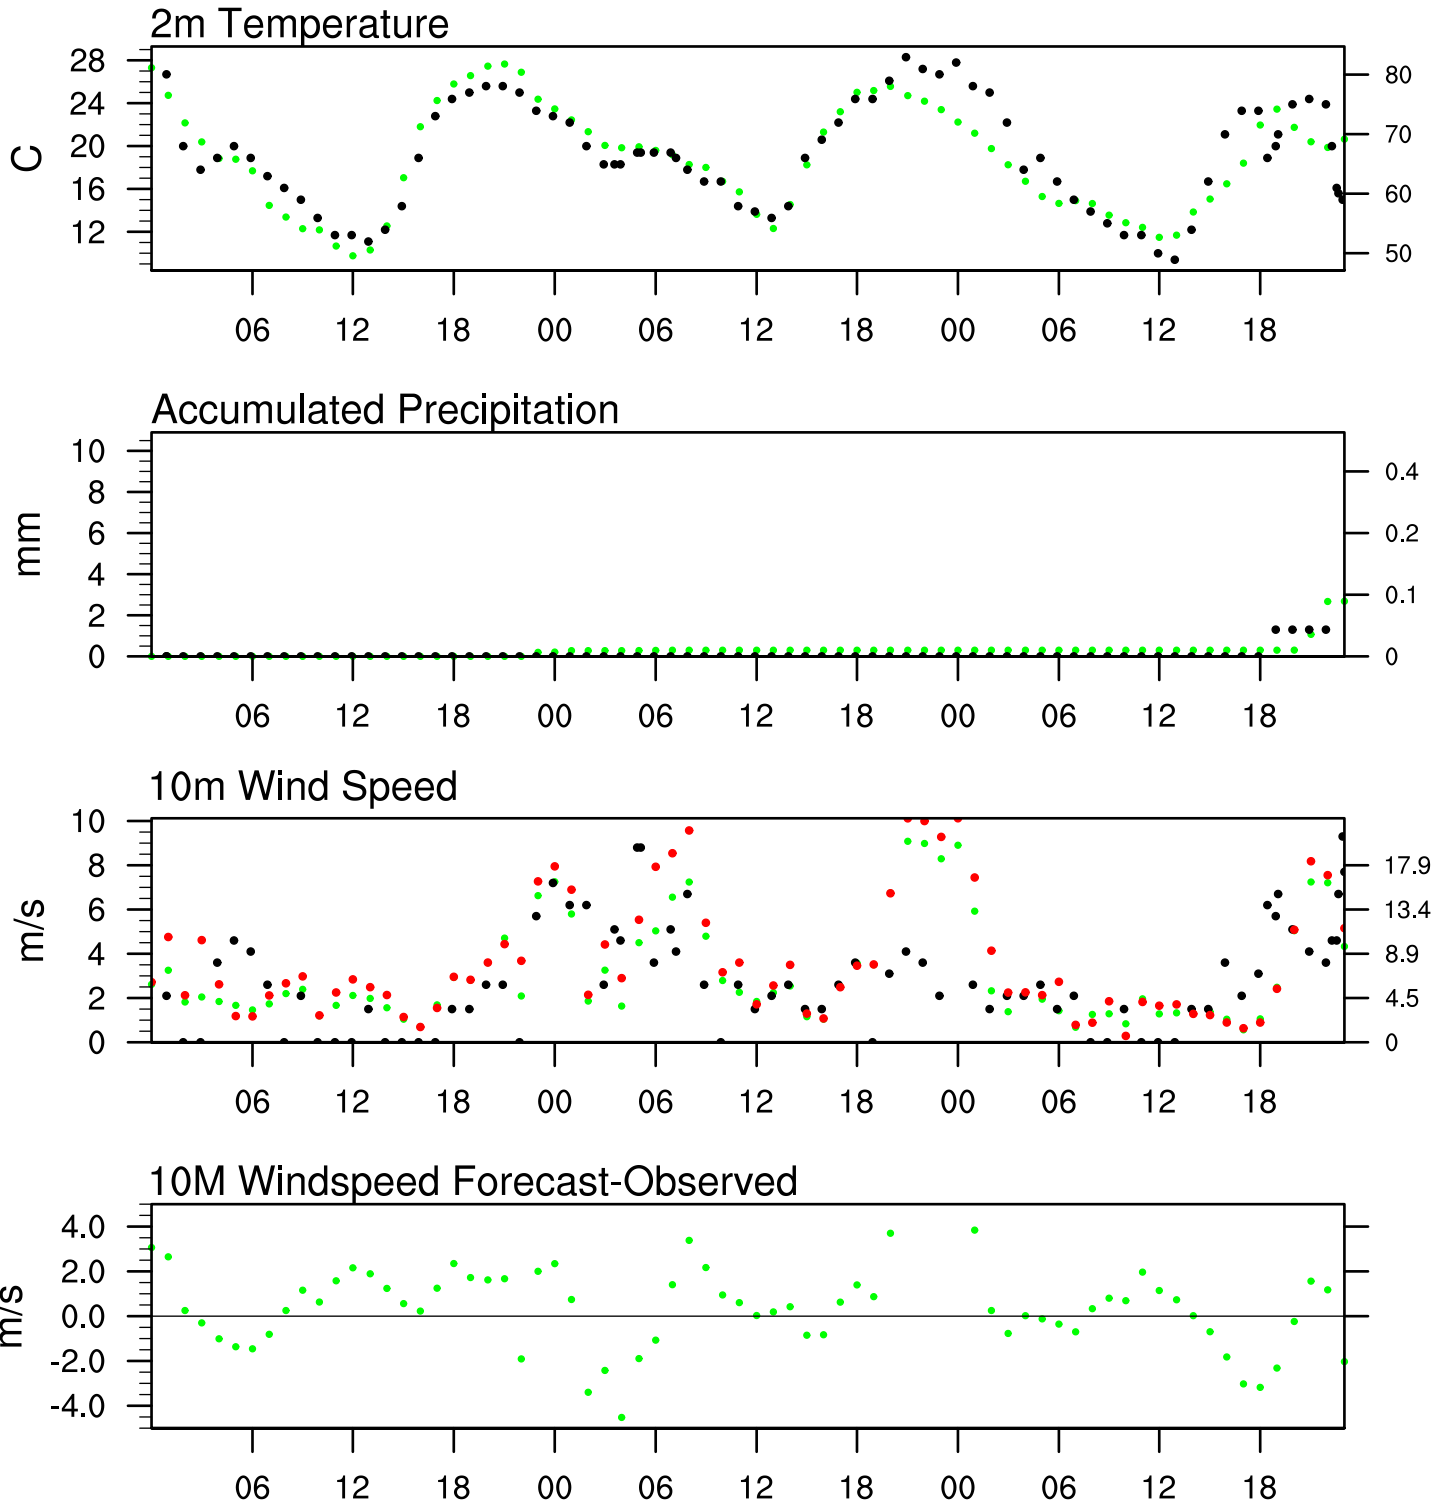 2m Temperature
28
24
20
16
12
C
80
70
60
50
06 12 18 00 06 12 18 00 06 12 18
Accumulated Precipitation
10
8
6
4
2
0
mm
0.4
0.2
0.1
0
06 12 18 00 06 12 18 00 06 12 18
10m Wind Speed
10
8
6
4
2
0
m/s
17.9
13.4
8.9
4.5
0
06 12 18 00 06 12 18 00 06 12 18
10M Windspeed Forecast-Observed
4.0
2.0
0.0
-2.0
-4.0
m/s
06 12 18 00 06 12 18 00 06 12 18